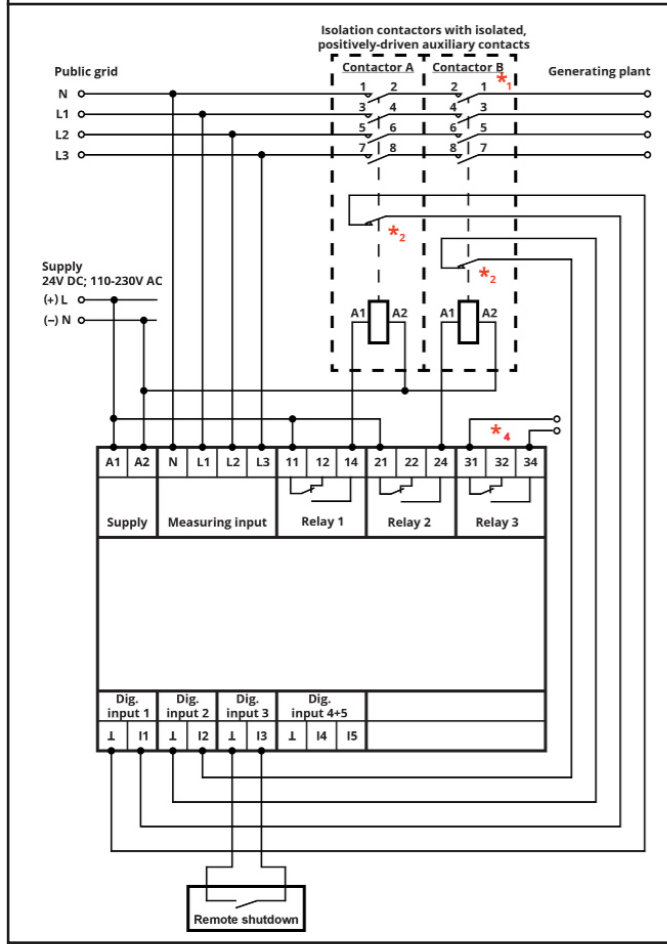 Isolation contactors with isolated,
positively-driven auxiliary contacts
Public grid
Contactor A
Contactor B
*1
Generating plant
N
1 2
2 1
L1
3 4
4 3
L2
5 6
6 5
L3
7 8
8 7
*2
*2
Supply
24V DC; 110-230V AC
(+) L
(−) N
A1 A2
A1 A2
*4
A1 A2 N L1 L2 L3 11 12 14 21 22 24 31 32 34
Supply
Measuring input
Relay 1
Relay 2
Relay 3
Dig.
input 1
Dig.
input 2
Dig.
input 3
Dig.
input 4+5
⊥ I1 ⊥ I2 ⊥ I3 ⊥ I4 I5
Remote shutdown